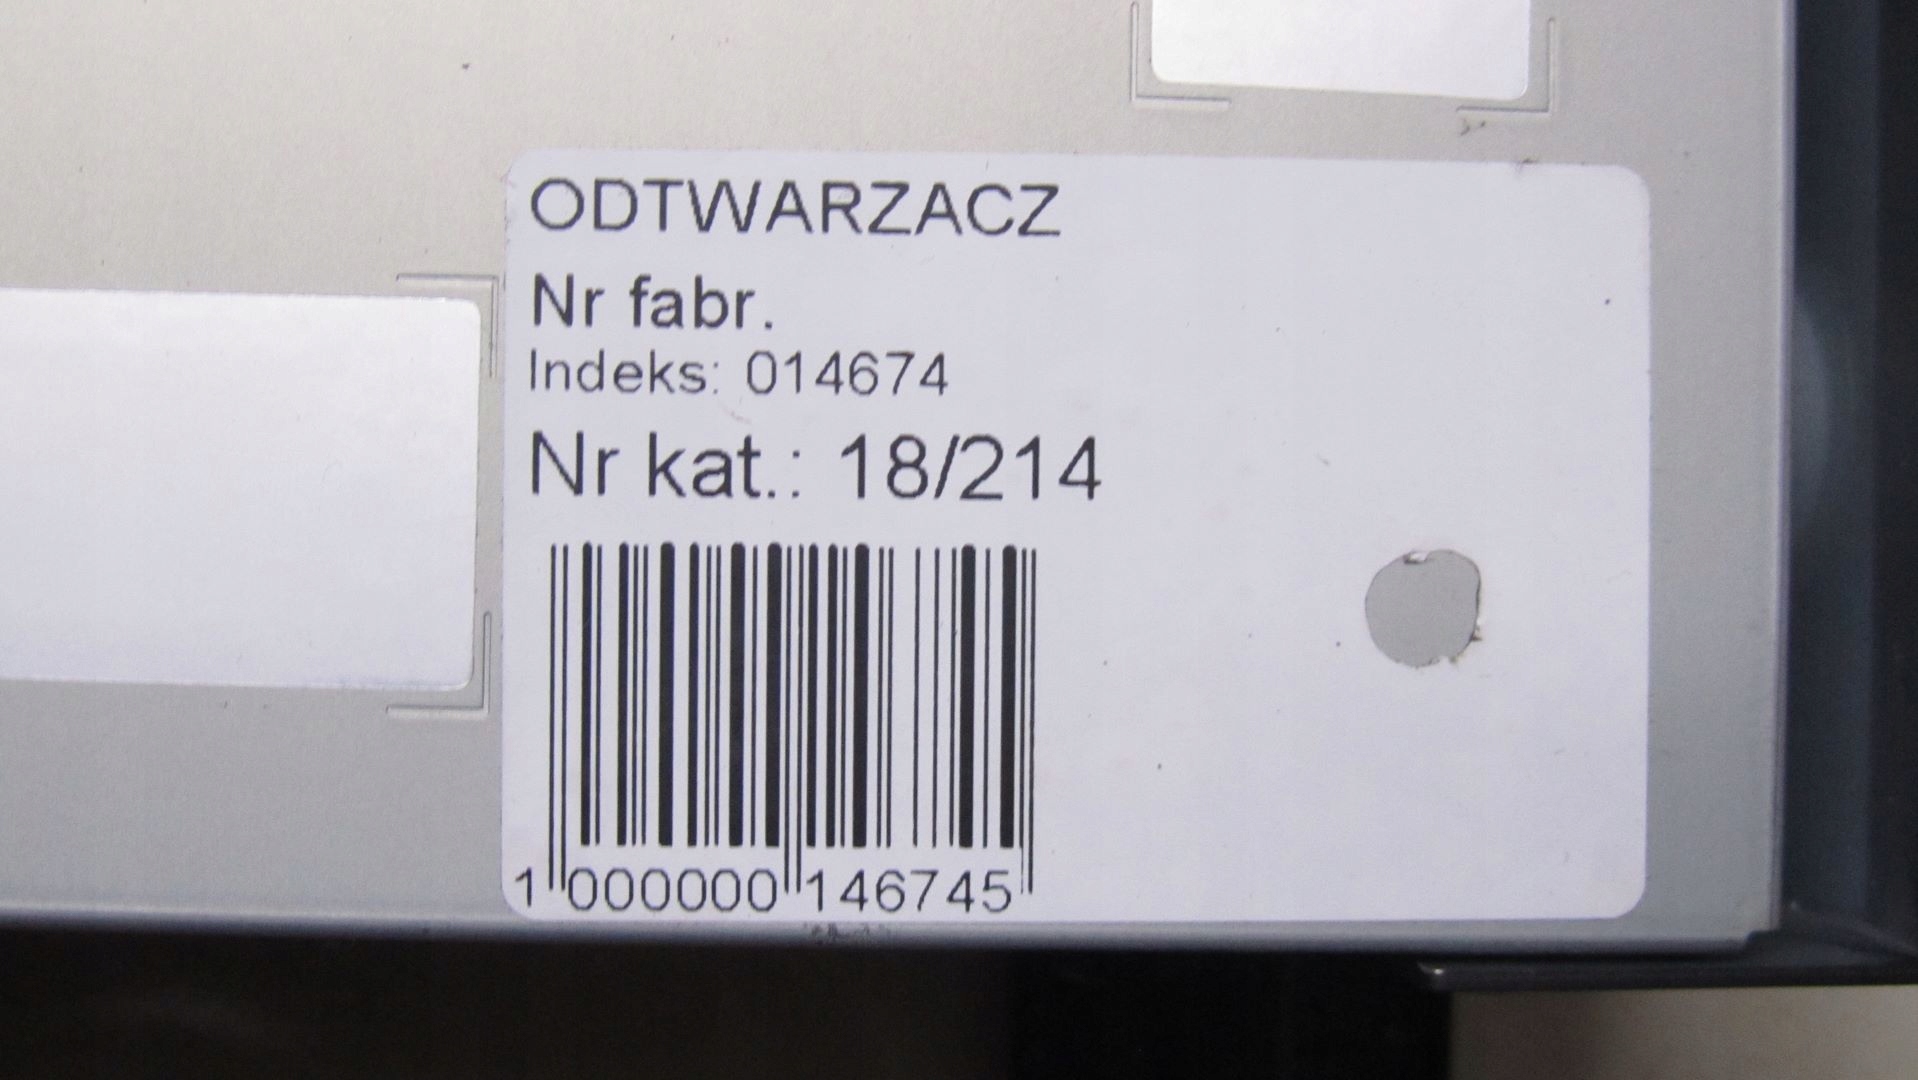 ODTWARZACZ
Nr fabr.
Indeks: 014674
Nr kat.: 18/214
1 000000 146745